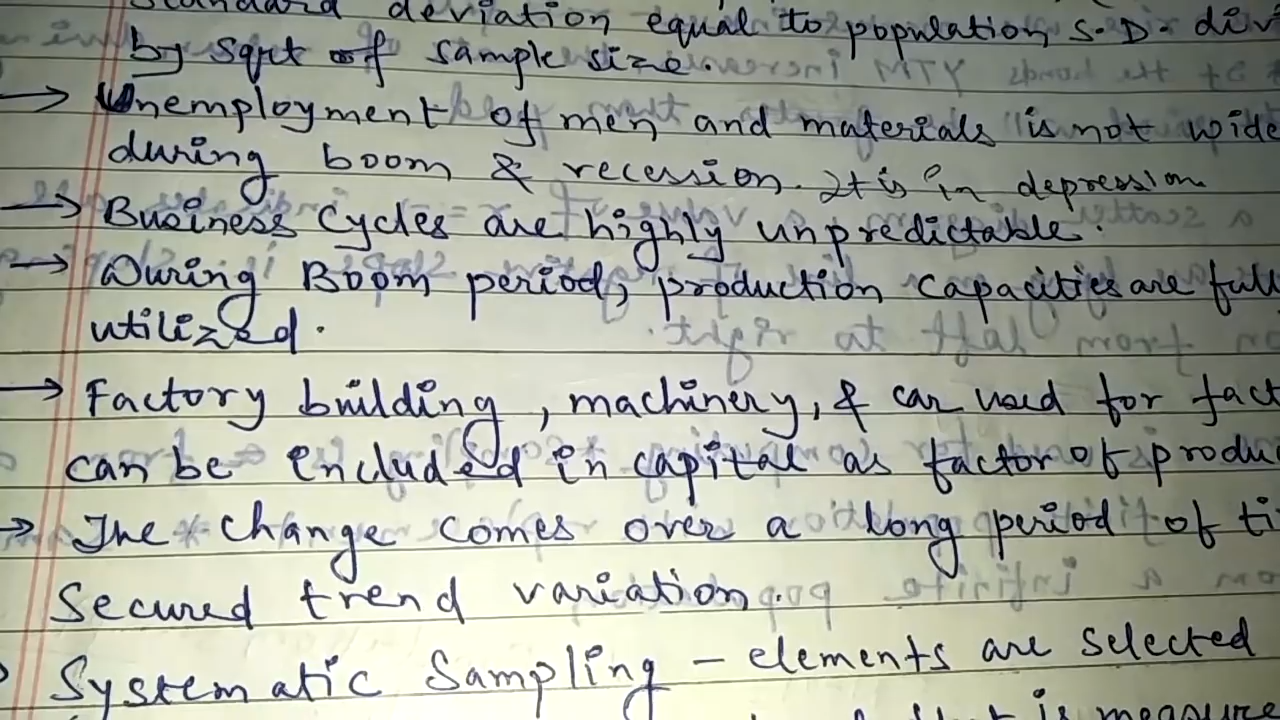 Standard deviation equal to population S.D. div
by sqrt of sample size.
→ Unemployment of men and materials is not wide
during boom & recession. It is in depression
→ Business Cycles are highly unpredictable.
→ During Boom period, production capacities are full
utilized.
→ Factory building, machinery, & car used for fact
can be included in capital as factor of produ
→ The change comes over a long period of ti
Secured trend variation.
Systematic Sampling – elements are selected
is measure